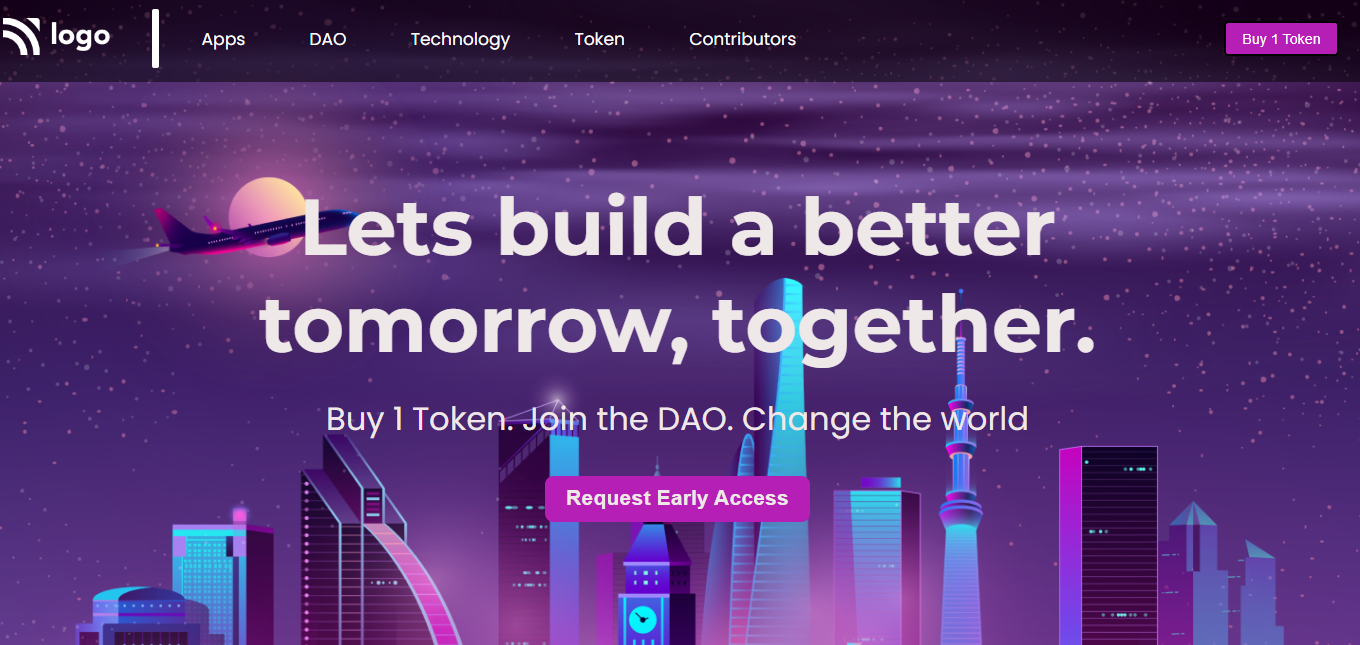 logo
Apps
DAO
Technology
Token
Contributors
Buy 1 Token
Lets build a better
tomorrow, together.
Buy 1 Token. Join the DAO. Change the world
Request Early Access